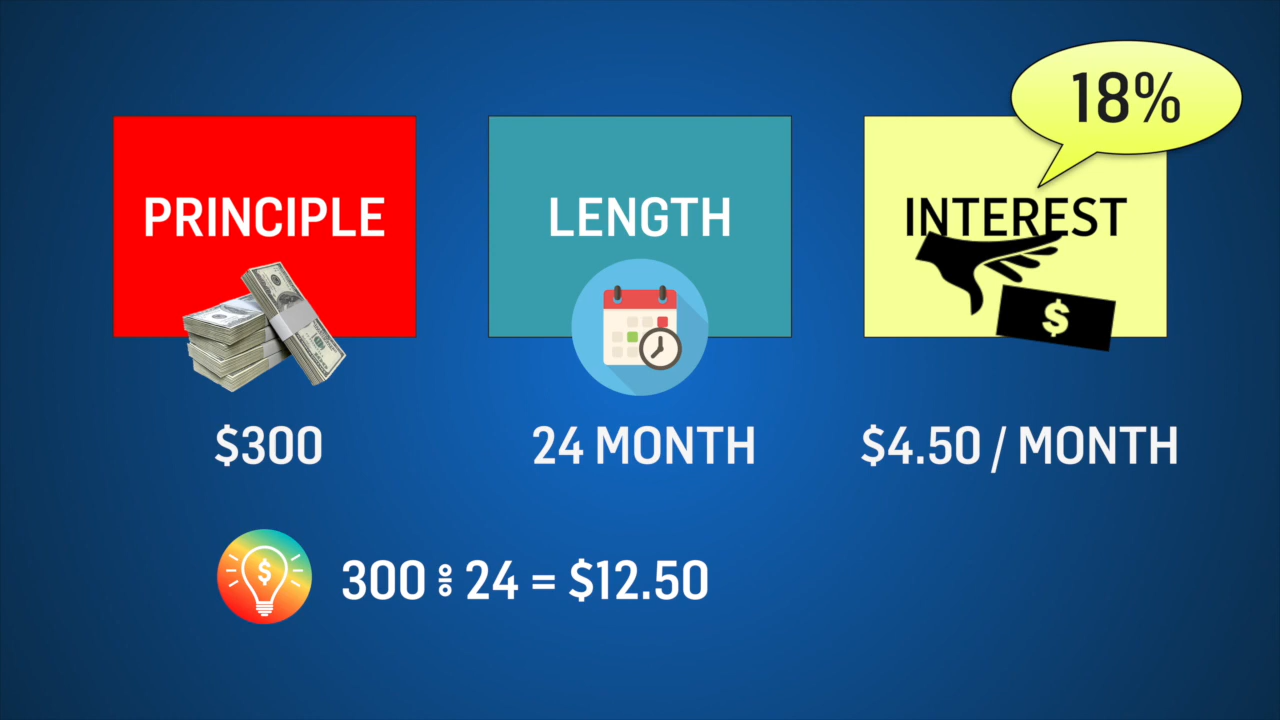 18%
PRINCIPLE
LENGTH
INTEREST
$
$300
24 MONTH
$4.50 / MONTH
$
300 ÷ 24 = $12.50